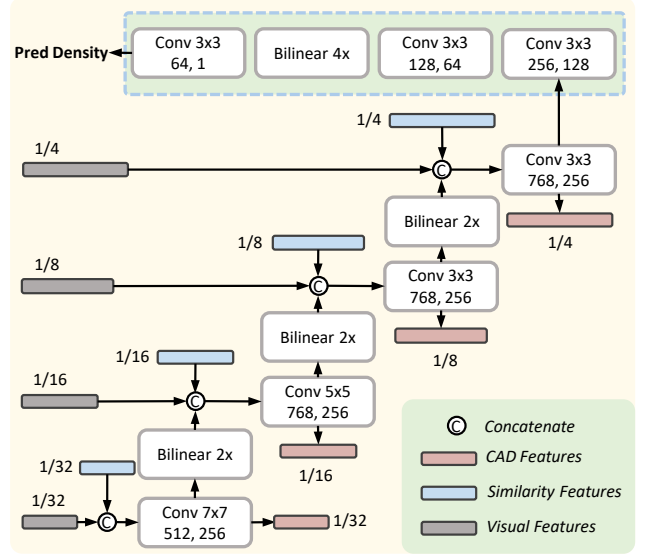 Pred Density
Conv 3x3
64, 1
Bilinear 4x
Conv 3x3
128, 64
Conv 3x3
256, 128
1/4
1/4
C
Conv 3x3
768, 256
1/4
Bilinear 2x
1/8
1/8
C
Conv 3x3
768, 256
1/8
Bilinear 2x
1/16
1/16
C
Conv 5x5
768, 256
1/16
Bilinear 2x
1/32
1/32
C
Conv 7x7
512, 256
1/32
C Concatenate
CAD Features
Similarity Features
Visual Features